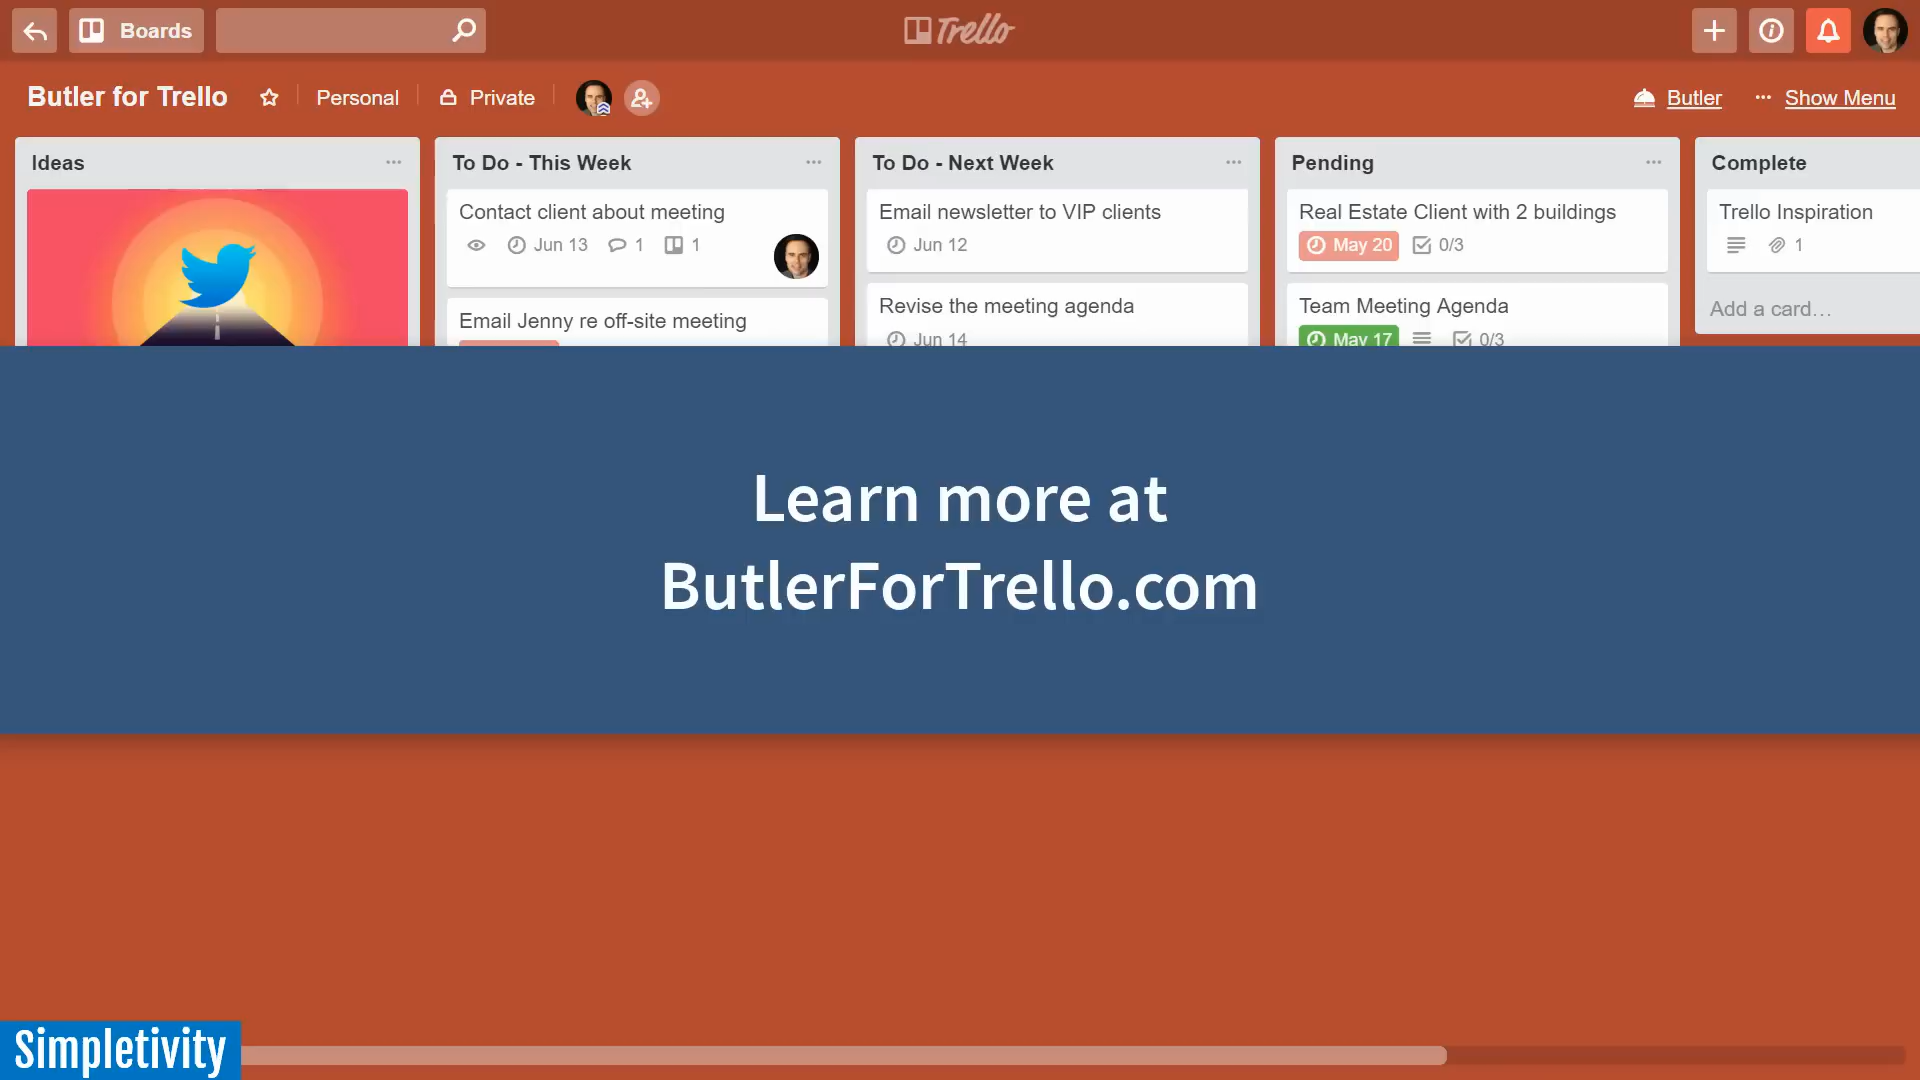 Boards
Trello
Butler for Trello
Personal
Private
Butler
Show Menu
Ideas
To Do - This Week
Contact client about meeting
Jun 13
1
1
Email Jenny re off-site meeting
To Do - Next Week
Email newsletter to VIP clients
Jun 12
Revise the meeting agenda
Jun 14
Pending
Real Estate Client with 2 buildings
May 20
0/3
Team Meeting Agenda
May 17
0/3
Complete
Trello Inspiration
1
Add a card…
Learn more at
ButlerForTrello.com
Simpletivity